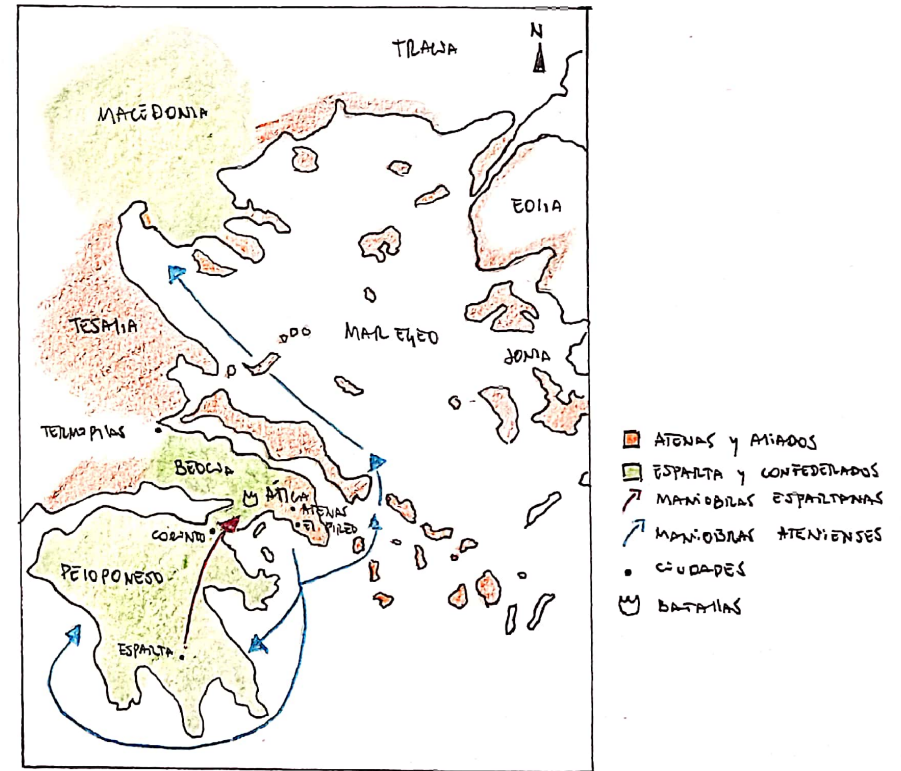 N
TRACIA
MACEDONIA
EOLIA
TESALIA
MAR EGEO
JONIA
TERMOPILAS
BEOCIA
ÁTICA
ATENAS
EL PIREO
CORINTO
PELOPONESO
ESPARTA
ATENAS Y ALIADOS
ESPARTA Y CONFEDERADOS
MANIOBRAS ESPARTANAS
MANIOBRAS ATENIENSES
CIUDADES
BATALLAS